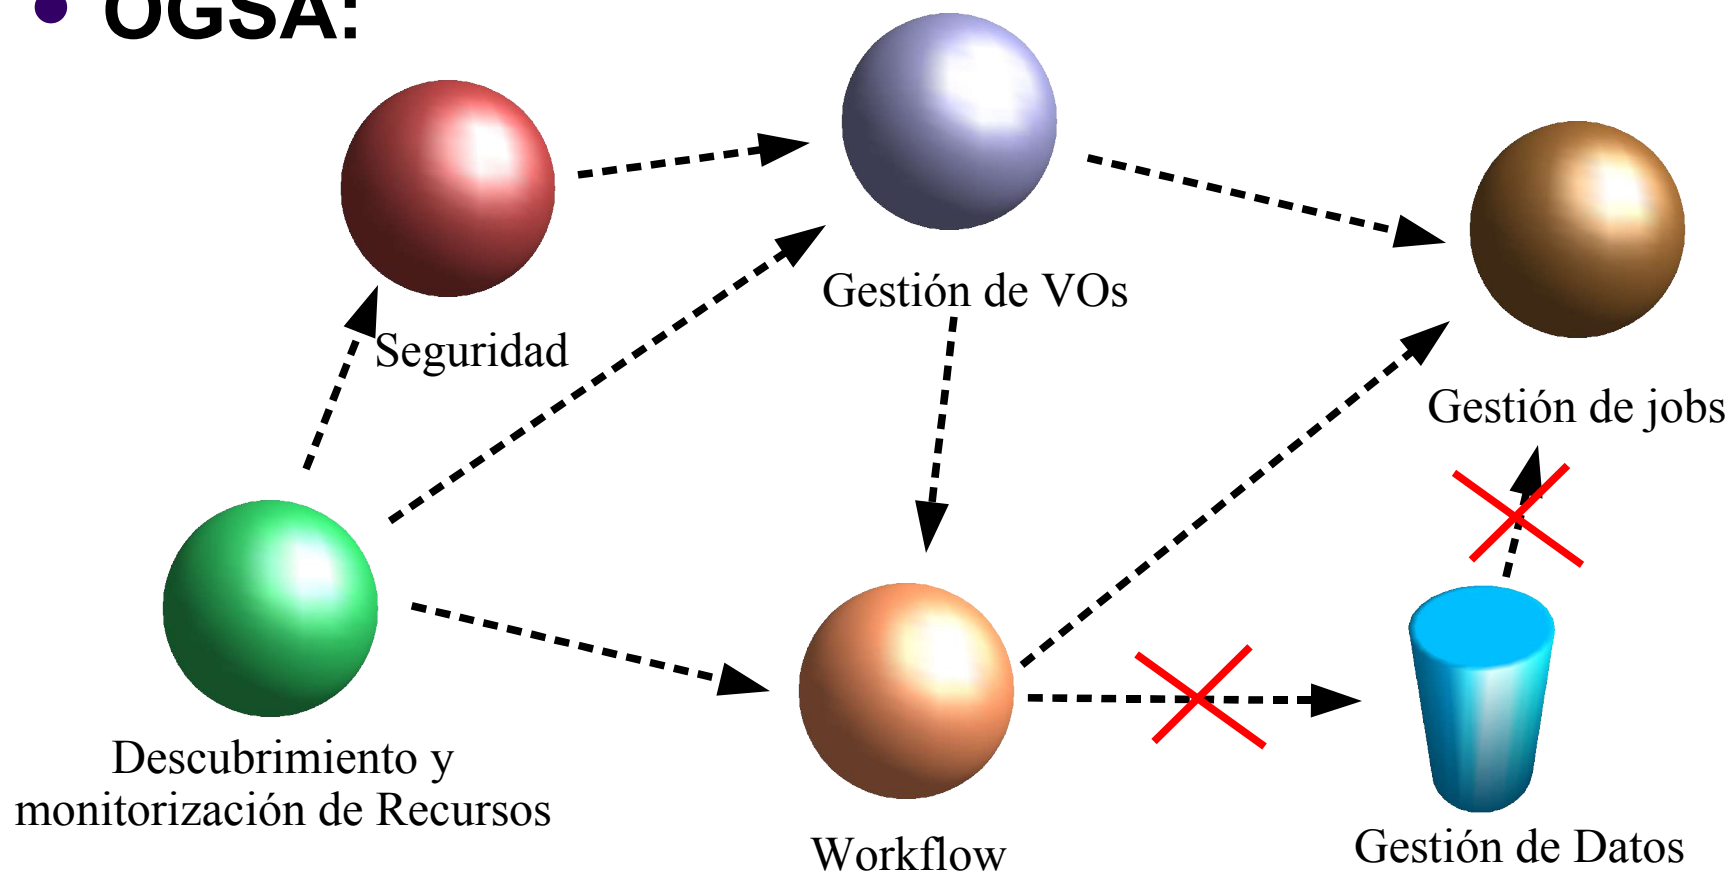 • OGSA:
Gestión de VOs
Seguridad
Gestión de jobs
Descubrimiento y
monitorización de Recursos
Workflow
Gestión de Datos